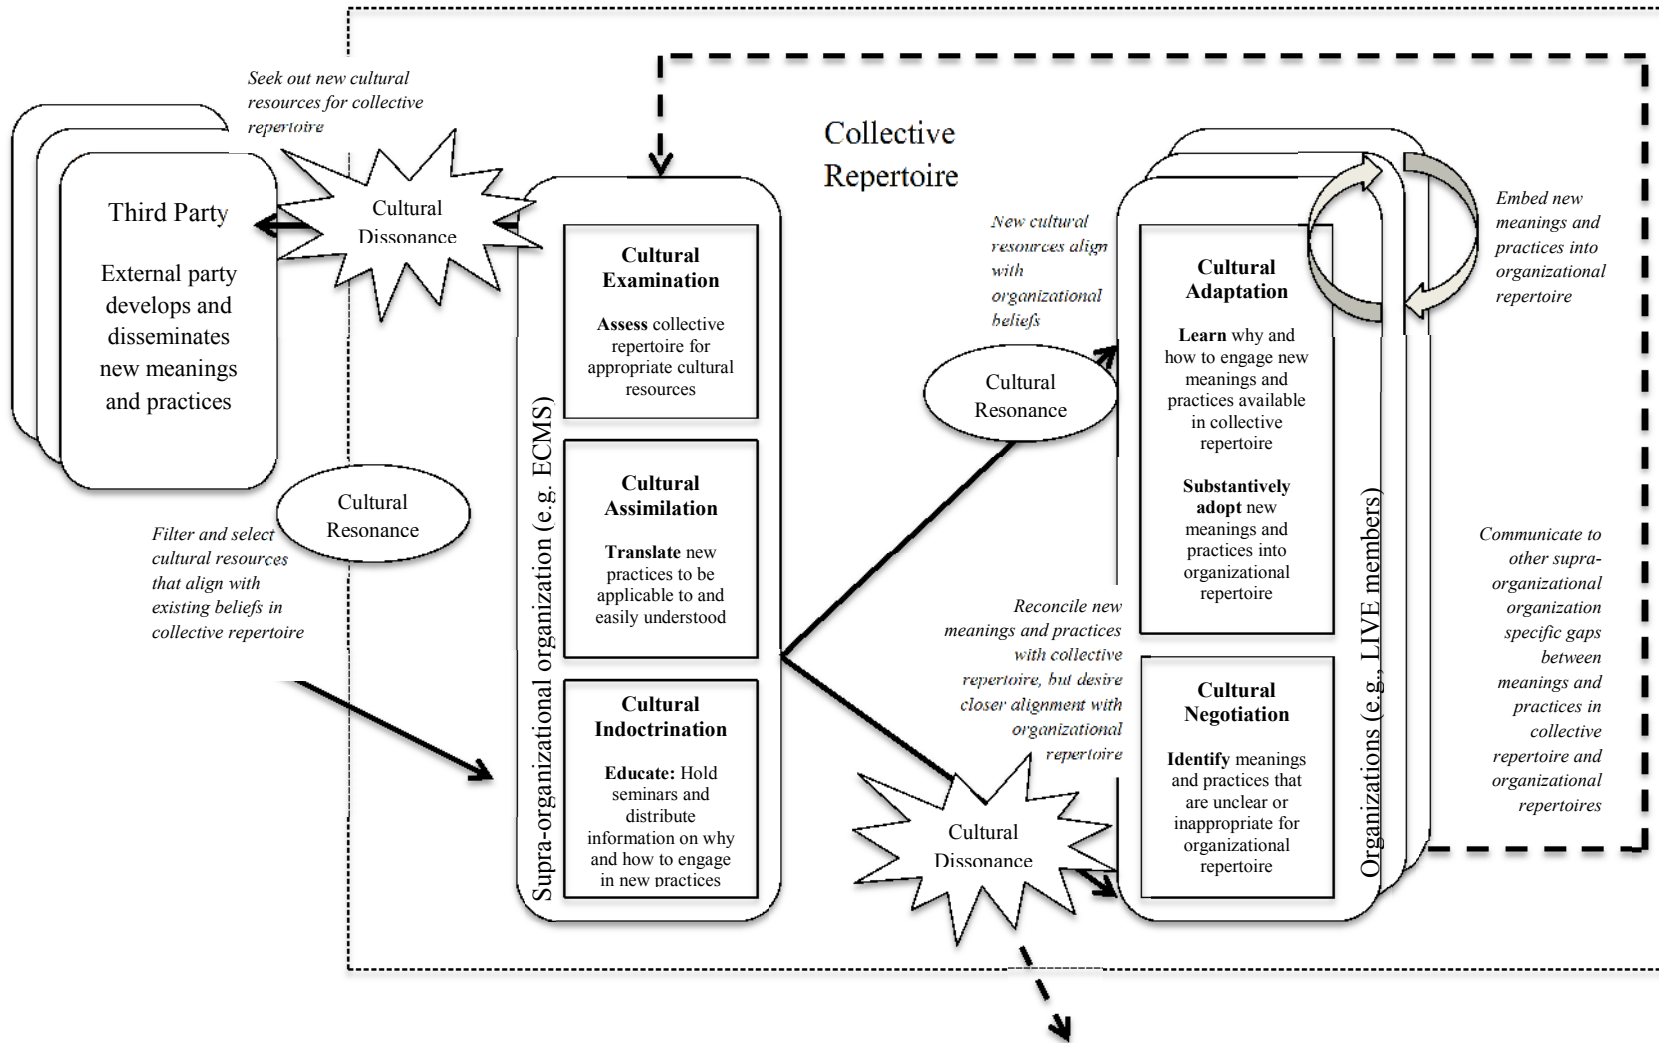 Seek out new cultural
resources for collective
repertoire
Third Party
External party
develops and
disseminates
new meanings
and practices
Cultural
Dissonance
Cultural
Resonance
Filter and select
cultural resources
that align with
existing beliefs in
collective repertoire
Supra-organizational organization (e.g. ECMS)
Cultural
Examination
Assess collective
repertoire for
appropriate cultural
resources
Cultural
Assimilation
Translate new
practices to be
applicable to and
easily understood
Cultural
Indoctrination
Educate: Hold
seminars and
distribute
information on why
and how to engage
in new practices
Collective
Repertoire
New cultural
resources align
with
organizational
beliefs
Cultural
Resonance
Reconcile new
meanings and practices
with collective
repertoire, but desire
closer alignment with
organizational
repertoire
Cultural
Dissonance
Cultural
Adaptation
Learn why and
how to engage new
meanings and
practices available
in collective
repertoire
Substantively
adopt new
meanings and
practices into
organizational
repertoire
Cultural
Negotiation
Identify meanings
and practices that
are unclear or
inappropriate for
organizational
repertoire
Organizations (e.g., LIVE members)
Embed new
meanings and
practices into
organizational
repertoire
Communicate to
other supra-
organizational
organization
specific gaps
between
meanings and
practices in
collective
repertoire and
organizational
repertoires